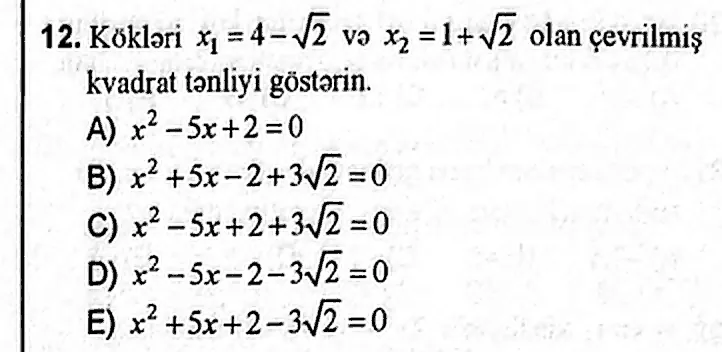 12. Kökləri x₁ = 4 − √2 və x₂ = 1 + √2 olan çevrilmiş
kvadrat tənliyi göstərin.
A) x² − 5x + 2 = 0
B) x² + 5x − 2 + 3√2 = 0
C) x² − 5x + 2 + 3√2 = 0
D) x² − 5x − 2 − 3√2 = 0
E) x² + 5x + 2 − 3√2 = 0